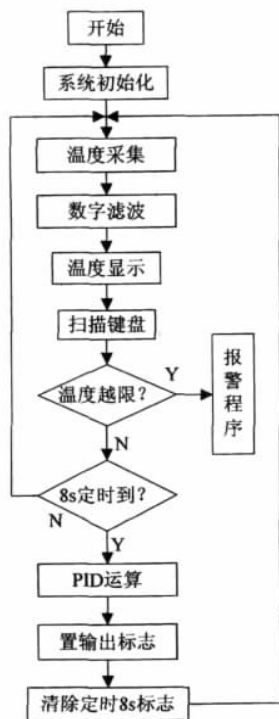 开始
系统初始化
温度采集
数字滤波
温度显示
扫描键盘
温度越限？
Y
报警程序
N
8s定时到？
N
Y
PID运算
置输出标志
清除定时8s标志